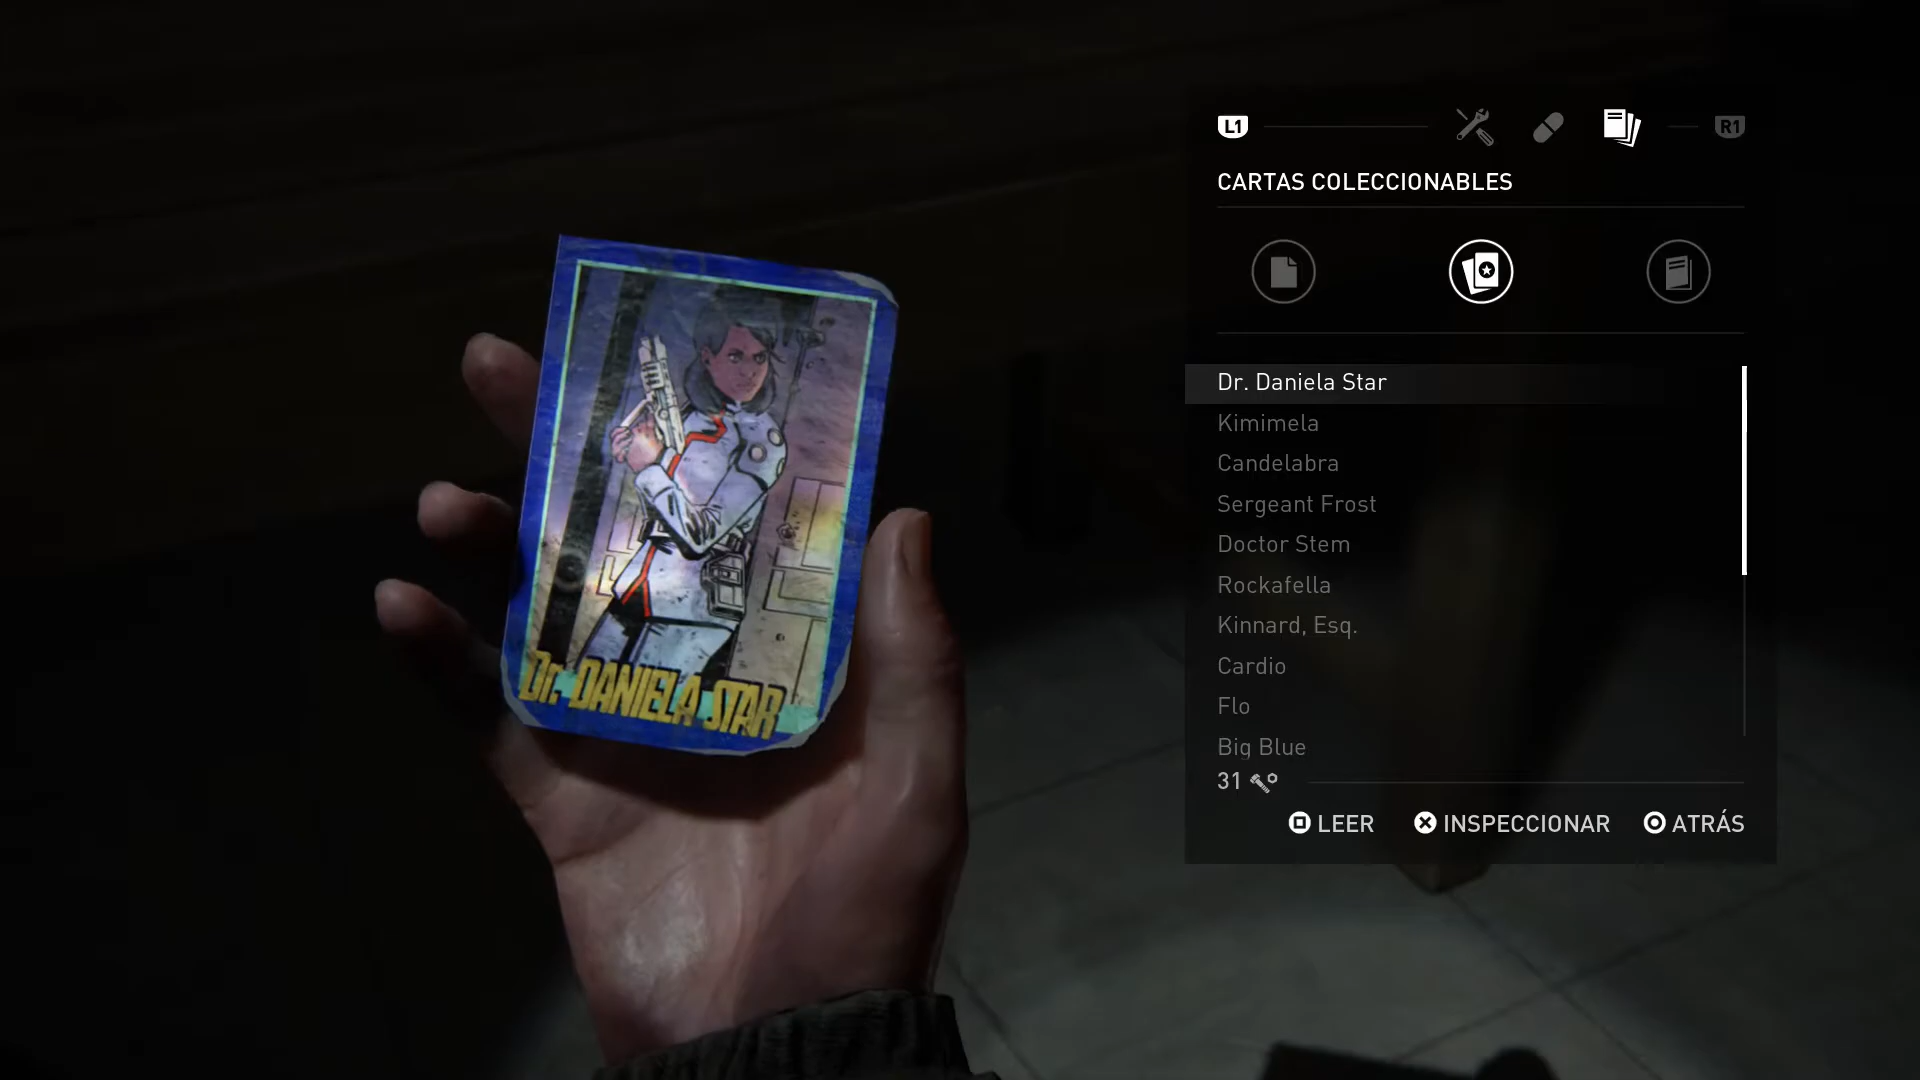 L1
R1
CARTAS COLECCIONABLES
Dr. Daniela Star
Kimimela
Candelabra
Sergeant Frost
Doctor Stem
Rockafella
Kinnard, Esq.
Cardio
Flo
Big Blue
31
LEER
INSPECCIONAR
ATRÁS
Dr. DANIELA STAR